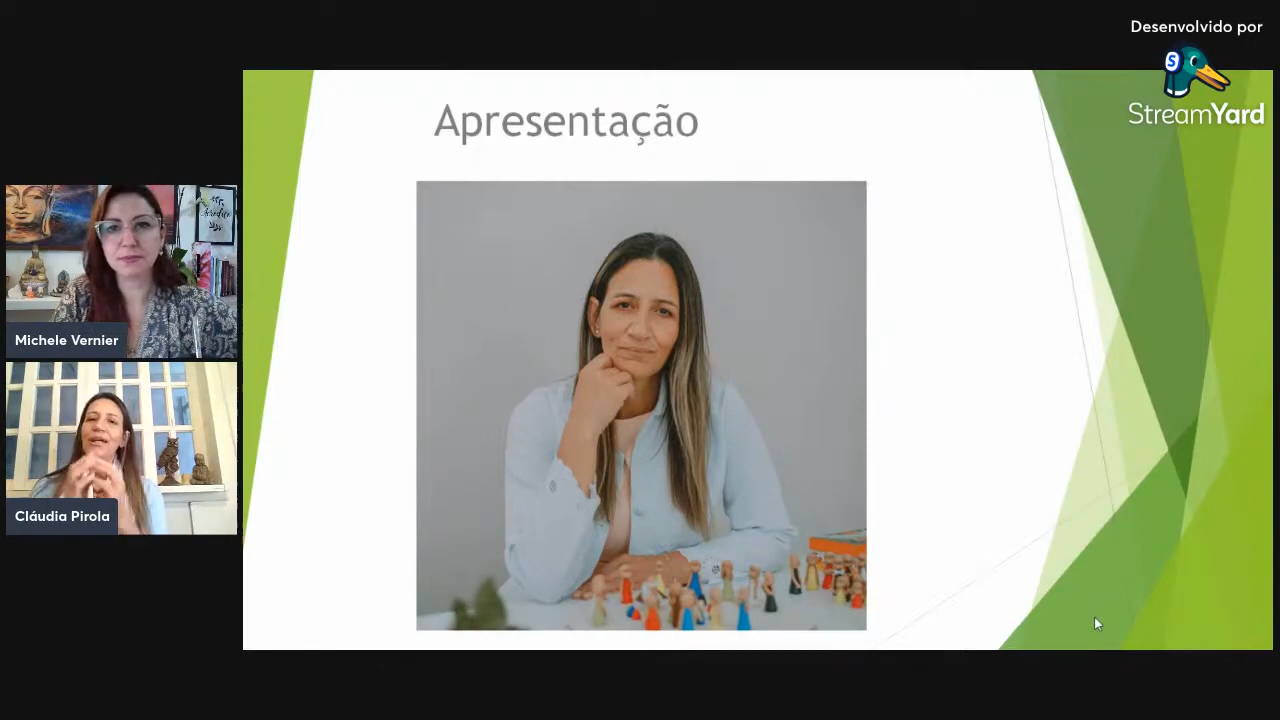 Desenvolvido por
StreamYard
Apresentação
Michele Vernier
Cláudia Pirola